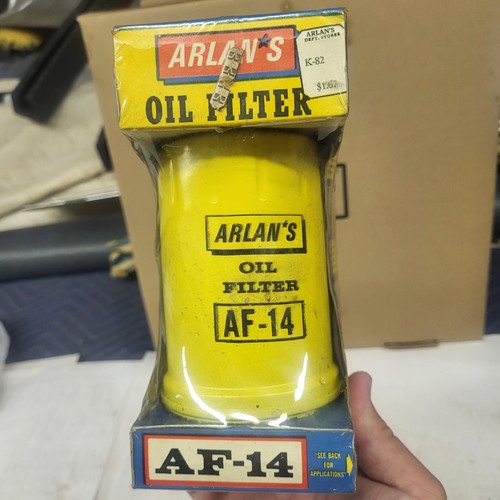 ARLAN'S
ARLAN'S
DEPT. STORES
K-82
$1.67
OIL FILTER
ARLAN'S
OIL
FILTER
AF-14
AF-14
"SEE BACK
FOR
APPLICATIONS"